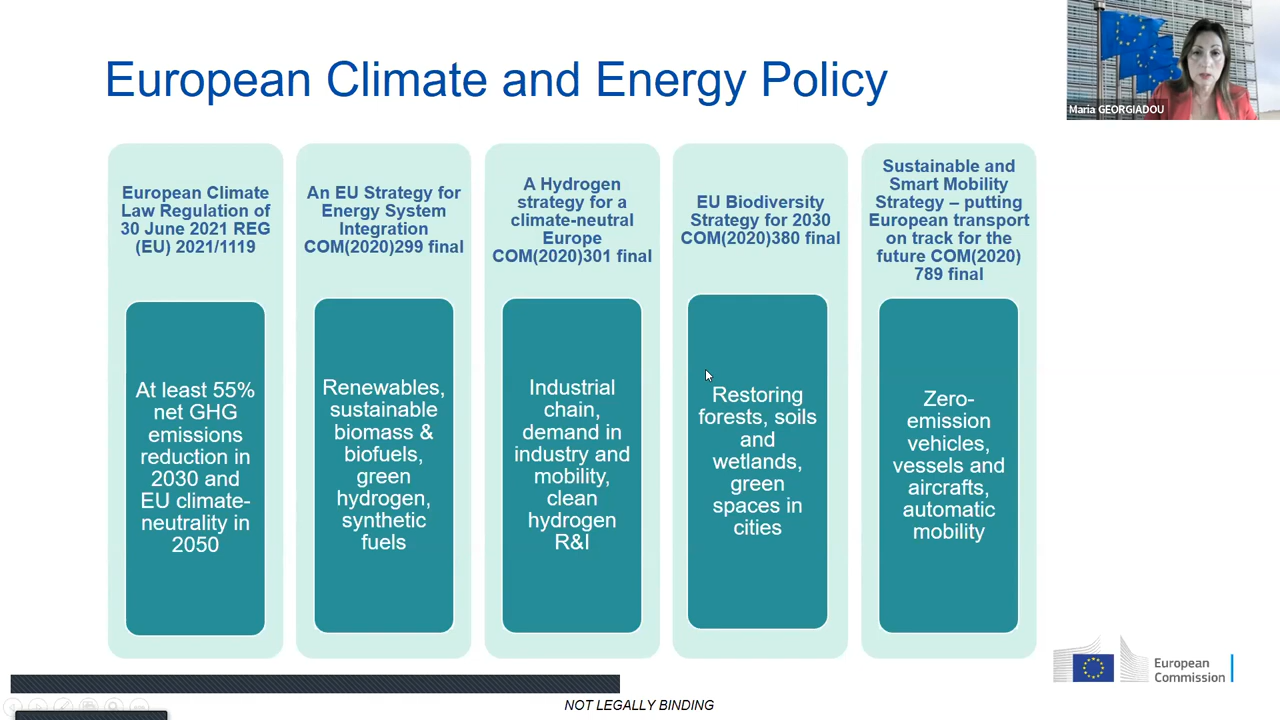 European Climate and Energy Policy
Maria GEORGIADOU
European Climate
Law Regulation of
30 June 2021 REG
(EU) 2021/1119
At least 55%
net GHG
emissions
reduction in
2030 and
EU climate-
neutrality in
2050
An EU Strategy for
Energy System
Integration
COM(2020)299 final
Renewables,
sustainable
biomass &
biofuels,
green
hydrogen,
synthetic
fuels
A Hydrogen
strategy for a
climate-neutral
Europe
COM(2020)301 final
Industrial
chain,
demand in
industry and
mobility,
clean
hydrogen
R&I
EU Biodiversity
Strategy for 2030
COM(2020)380 final
Restoring
forests, soils
and
wetlands,
green
spaces in
cities
Sustainable and
Smart Mobility
Strategy – putting
European transport
on track for the
future COM(2020)
789 final
Zero-
emission
vehicles,
vessels and
aircrafts,
automatic
mobility
European
Commission
NOT LEGALLY BINDING